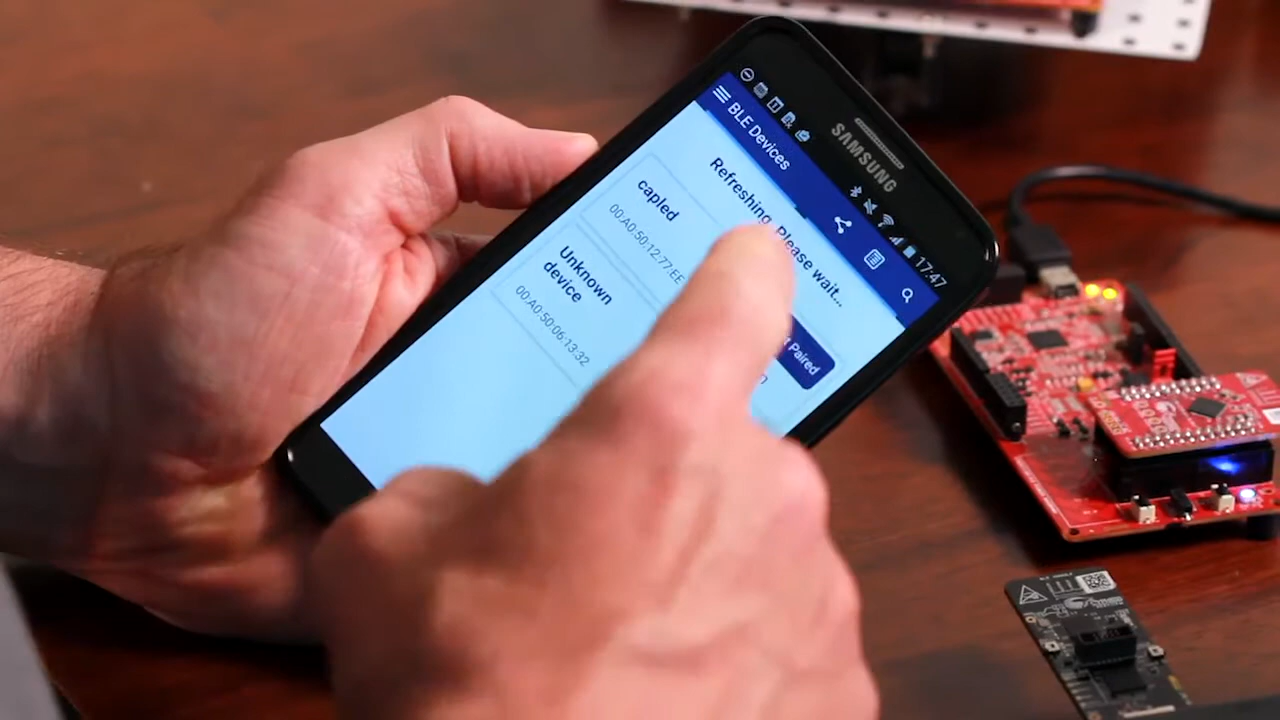 SAMSUNG
17:47
BLE Devices
Refreshing. Please wait...
capled
00:A0:50:12:77:EE
Paired
Unknown
device
00:A0:50:06:13:32